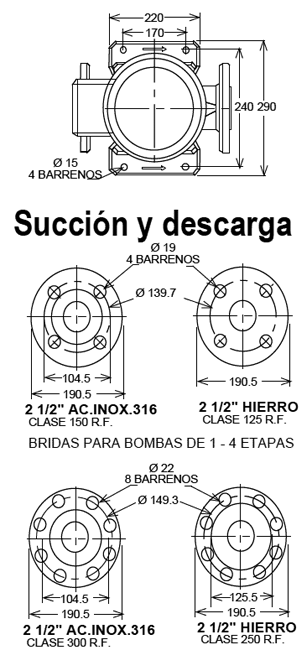 220
170
240 290
Ø 15
4 BARRENOS
Succión y descarga
Ø 19
4 BARRENOS
Ø 139.7
104.5
190.5
190.5
2 1/2" AC.INOX.316
CLASE 150 R.F.
2 1/2" HIERRO
CLASE 125 R.F.
BRIDAS PARA BOMBAS DE 1 - 4 ETAPAS
Ø 22
8 BARRENOS
Ø 149.3
104.5
190.5
125.5
190.5
2 1/2" AC.INOX.316
CLASE 300 R.F.
2 1/2" HIERRO
CLASE 250 R.F.